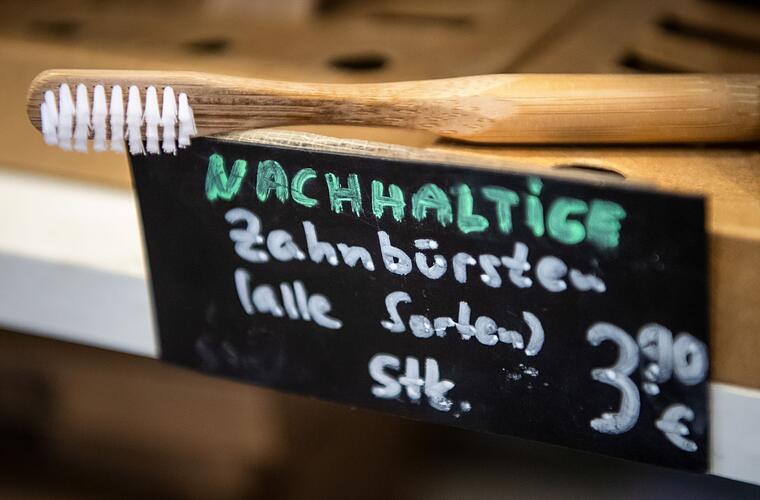 NACHHALTiGE
Zahnbürsten
(alle Sorten)
Stk. 3,90 €